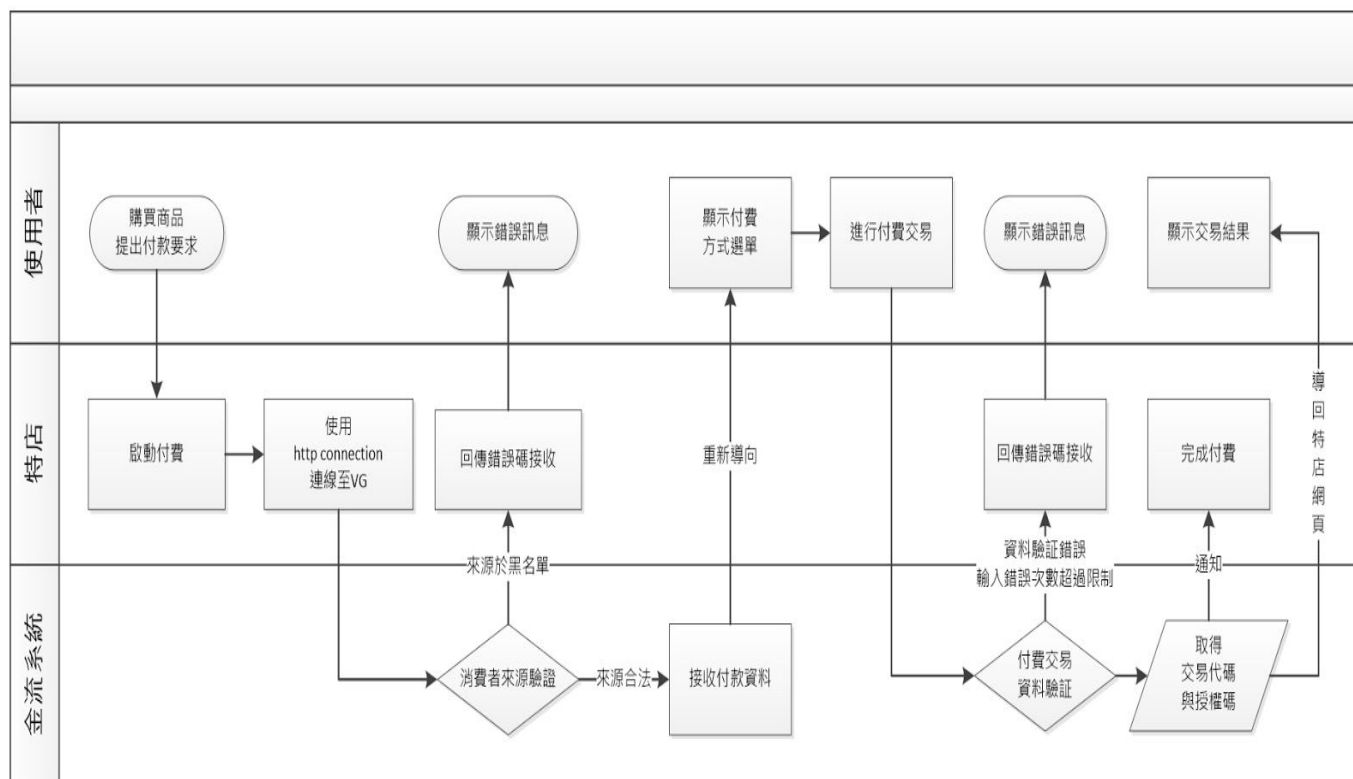 使用者
購買商品
提出付款要求
顯示錯誤訊息
顯示付費
方式選單
進行付費交易
顯示錯誤訊息
顯示交易結果
特店
啟動付費
使用
http connection
連線至VG
回傳錯誤碼接收
重新導向
回傳錯誤碼接收
完成付費
導回特店網頁
來源於黑名單
資料驗証錯誤
輸入錯誤次數超過限制
通知
金流系統
消費者來源驗證
來源合法
接收付款資料
付費交易
資料驗証
取得
交易代碼
與授權碼